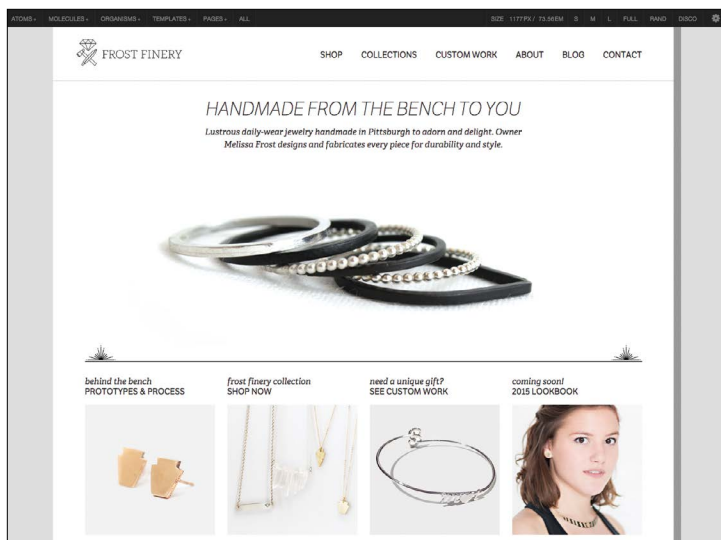 ATOMS MOLECULES ORGANISMS TEMPLATES PAGES ALL SIZE 1177PX / 73.56EM S M L FULL RAND DISCO
FROST FINERY SHOP COLLECTIONS CUSTOM WORK ABOUT BLOG CONTACT
HANDMADE FROM THE BENCH TO YOU
Lustrous daily-wear jewelry handmade in Pittsburgh to adorn and delight. Owner
Melissa Frost designs and fabricates every piece for durability and style.
behind the bench
PROTOTYPES & PROCESS
frost finery collection
SHOP NOW
need a unique gift?
SEE CUSTOM WORK
coming soon!
2015 LOOKBOOK